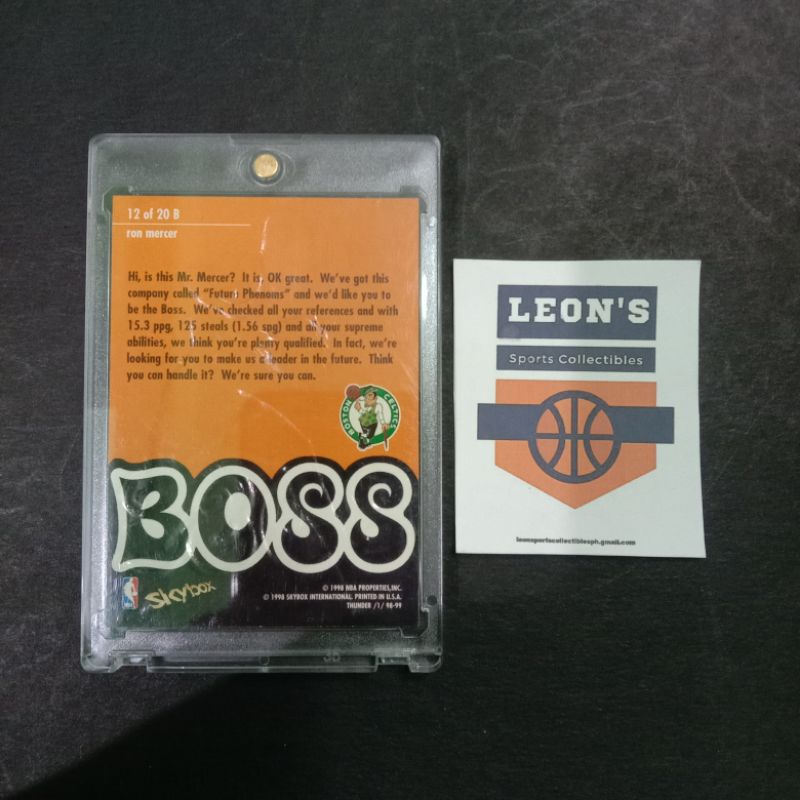 12 of 20 B
ron mercer
Hi, is this Mr. Mercer? It is, OK great. We've got this
company called "Future Phenoms" and we'd like you to
be the Boss. We've checked all your references and with
15.3 ppg, 125 steals (1.56 spg) and all your supreme
abilities, we think you're plenty qualified. In fact, we're
looking for you to make us a leader in the future. Think
you can handle it? We're sure you can.
BOSTON CELTICS
BOSS
NBA
SkyBox
© 1998 NBA PROPERTIES, INC.
© 1998 SKYBOX INTERNATIONAL. PRINTED IN U.S.A.
THUNDER /1/ 98-99
LEON'S
Sports Collectibles
leonsportscollectiblesph.gmail.com